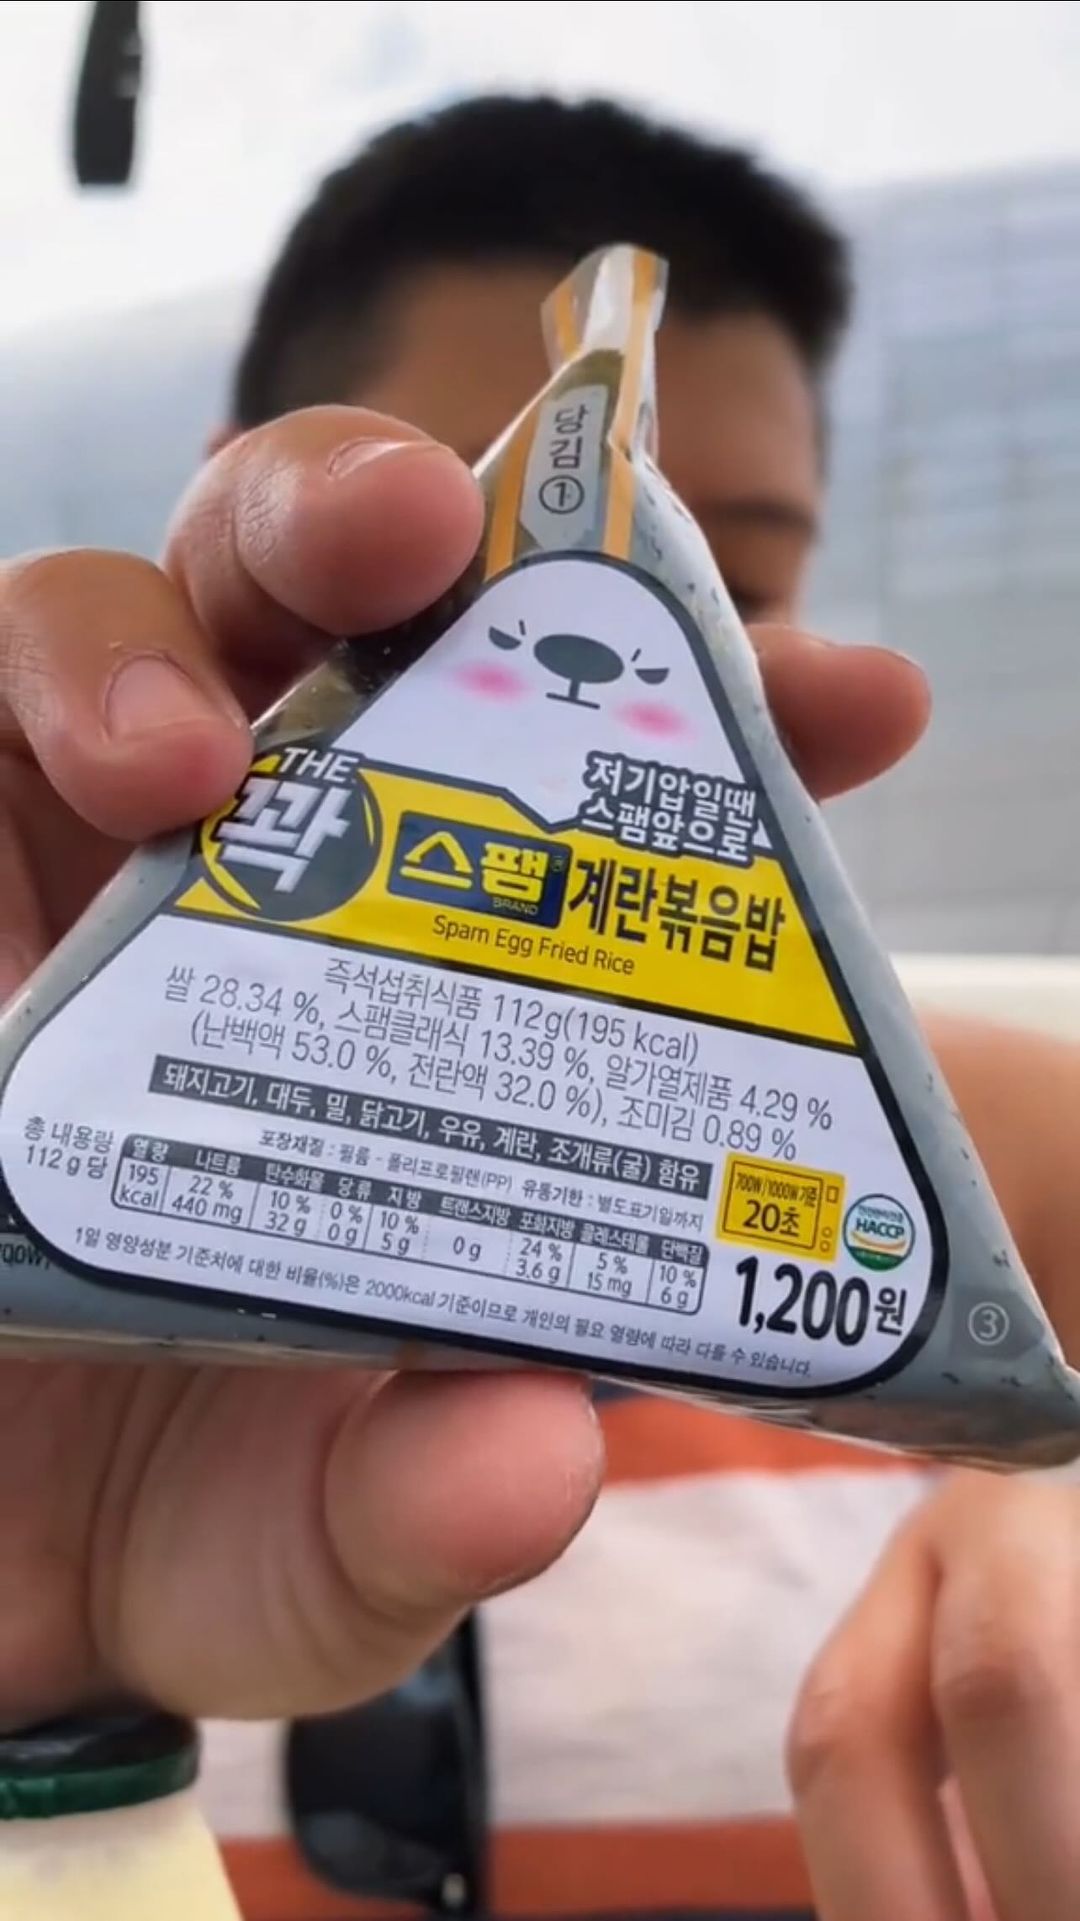 당김
①
THE
꽉
저기압일땐
스팸앞으로
스팸®
BRAND
계란볶음밥
Spam Egg Fried Rice
즉석섭취식품 112g(195 kcal)
쌀 28.34 %, 스팸클래식 13.39 %, 알가열제품 4.29 %
(난백액 53.0 %, 전란액 32.0 %), 조미김 0.89 %
돼지고기, 대두, 밀, 닭고기, 우유, 계란, 조개류(굴) 함유
포장재질 : 필름 - 폴리프로필렌(PP) 유통기한 : 별도표기일까지
총 내용량
112 g 당
열량 나트륨 탄수화물 당류 지방 트랜스지방 포화지방 콜레스테롤 단백질
195 22 % 10 % 0 % 10 % 24 % 5 % 10 %
kcal 440 mg 32 g 0 g 5 g 0 g 3.6 g 15 mg 6 g
1일 영양성분 기준치에 대한 비율(%)은 2000kcal 기준이므로 개인의 필요 열량에 따라 다를 수 있습니다.
700W/1000W기준
20초
HACCP
1,200원
③